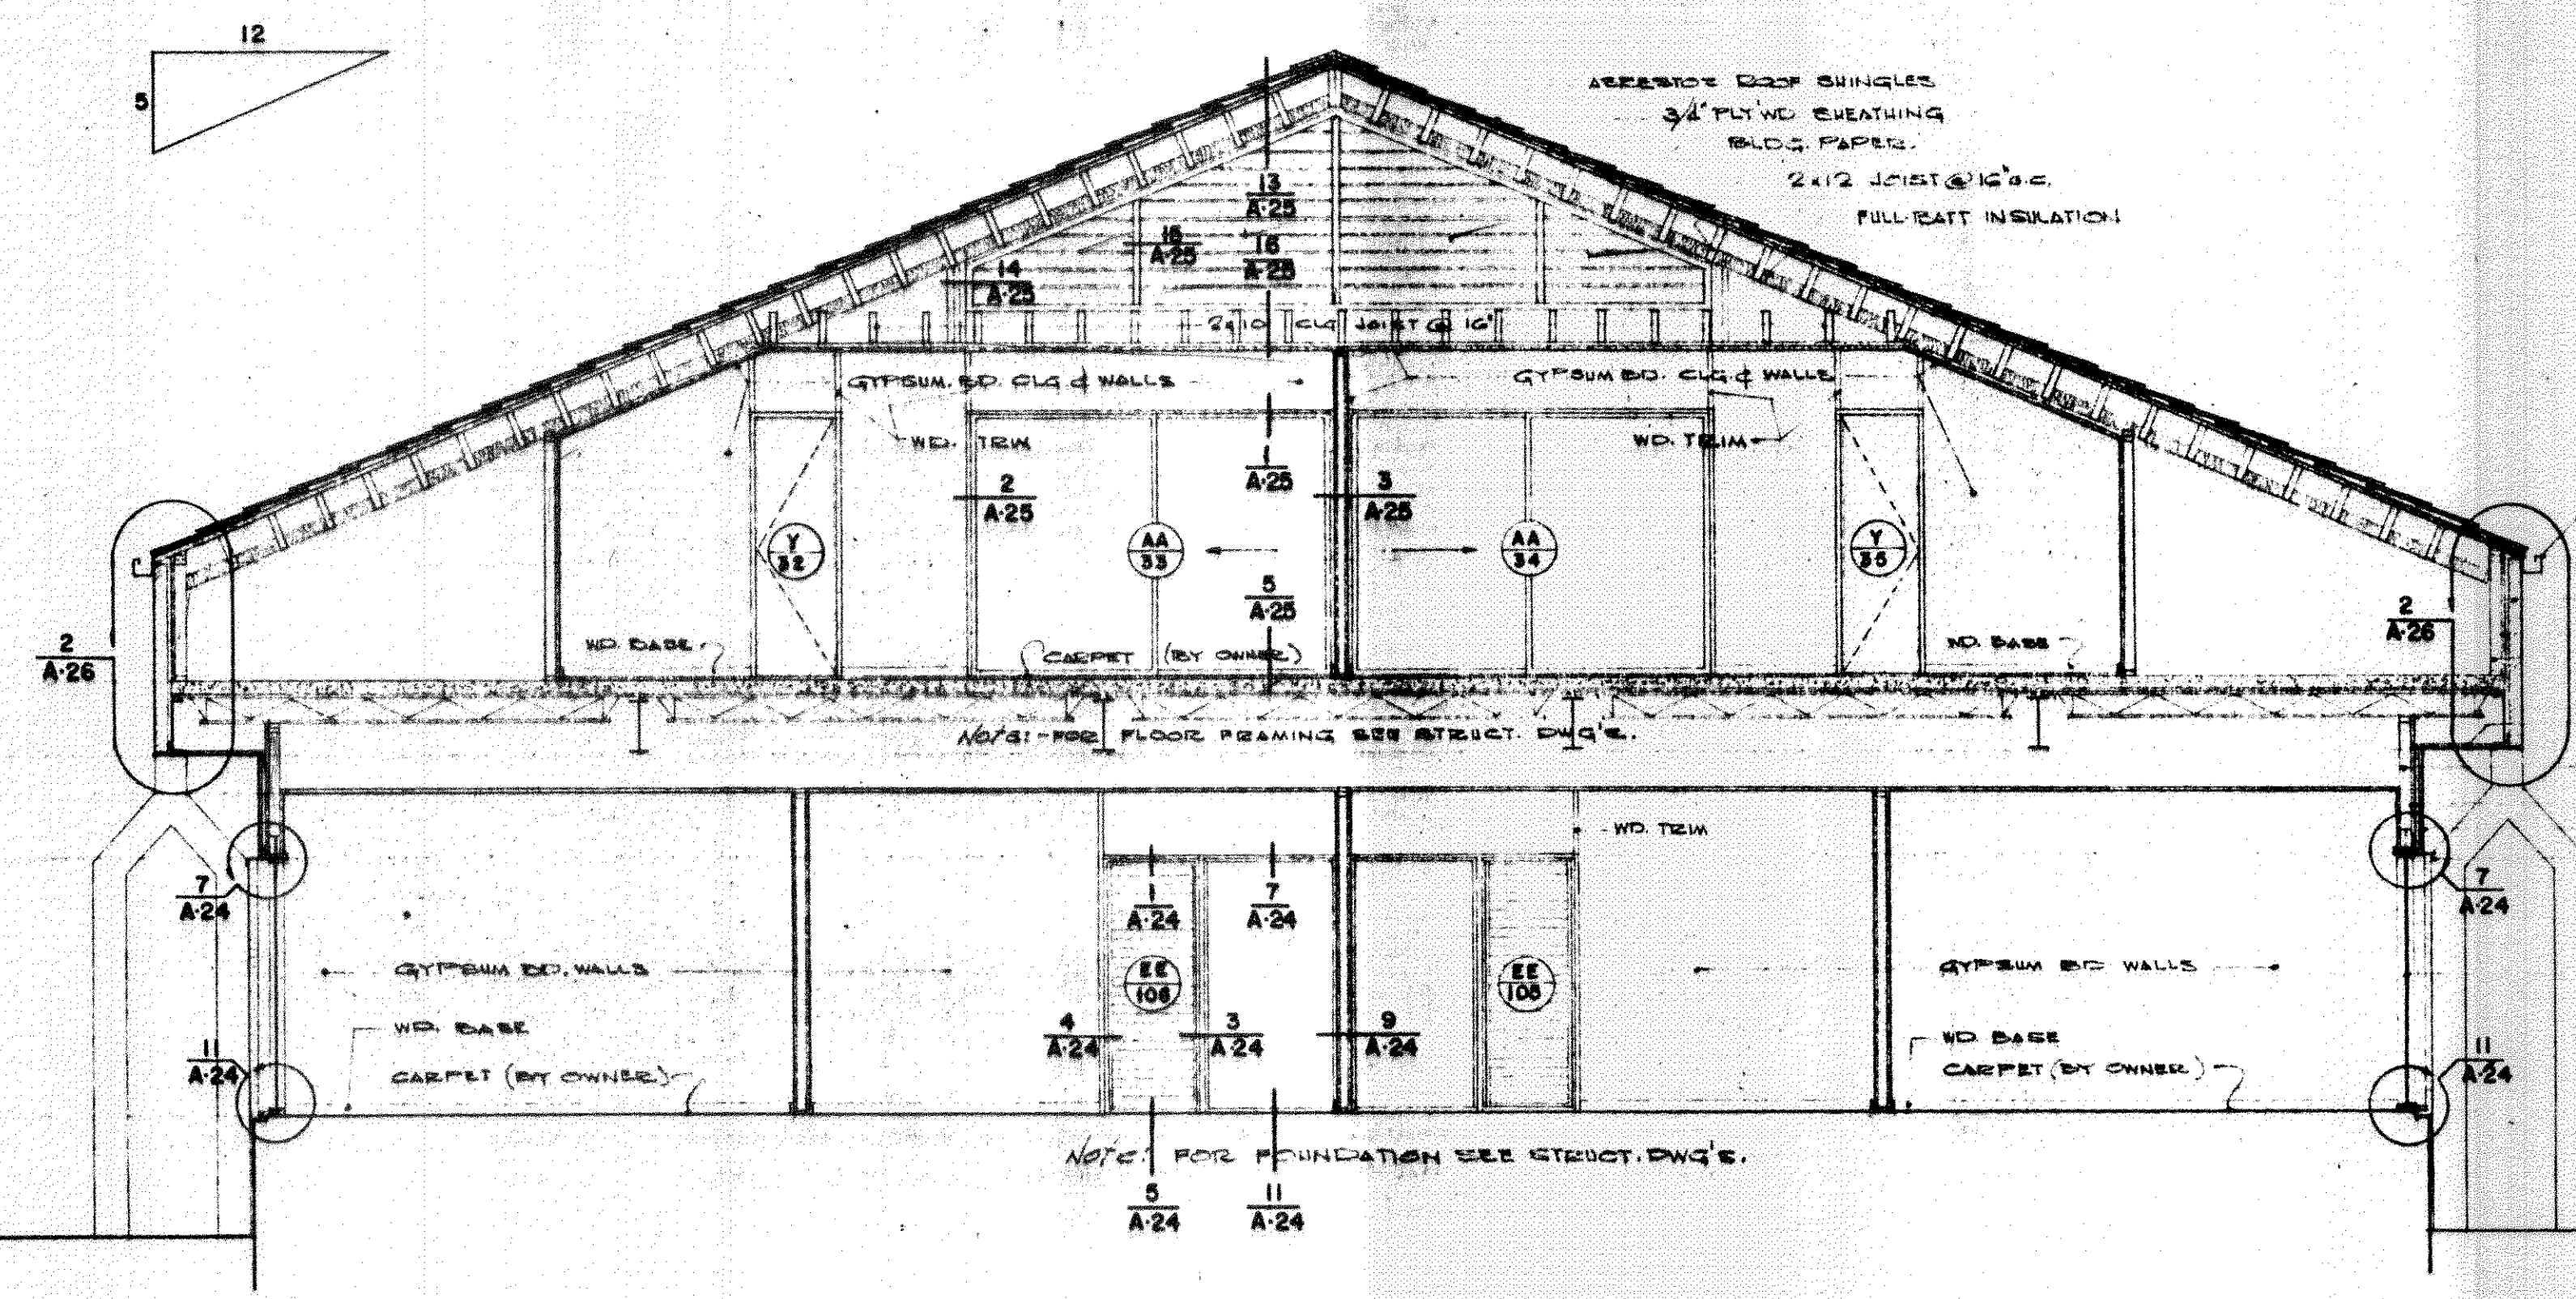 12
5
ASBESTOS ROOF SHINGLES
3/4" PLY'WD SHEATHING
BLDG. PAPER.
2x12 JOIST @ 16" o.c.
FULL BATT INSULATION
13
A·25
15
A·25
16
A·25
14
A·25
2x10 CLG JOIST @ 16"
GYPSUM. BD. CLG. & WALLS
GYPSUM BD. CLG. & WALLS
WD. TRIM
WD. TRIM
1
A·25
2
A·25
3
A·25
Y
32
AA
33
AA
34
Y
35
5
A·25
2
A·26
2
A·26
WD. BASE
CARPET (BY OWNER)
WD. BASE
NOTE:-FOR FLOOR FRAMING SEE STRUCT. DWG'S.
WD. TRIM
7
A·24
1
A·24
7
A·24
7
A·24
GYPSUM BD. WALLS
EE
EE
GYPSUM BD WALLS
4
A·24
3
A·24
9
A·24
WD. BASE
WD. BASE
11
A·24
CARPET (BY OWNER)
CARPET (BY OWNER)
11
A·24
NOTE: FOR FOUNDATION SEE STRUCT. DWG'S.
5
A·24
11
A·24